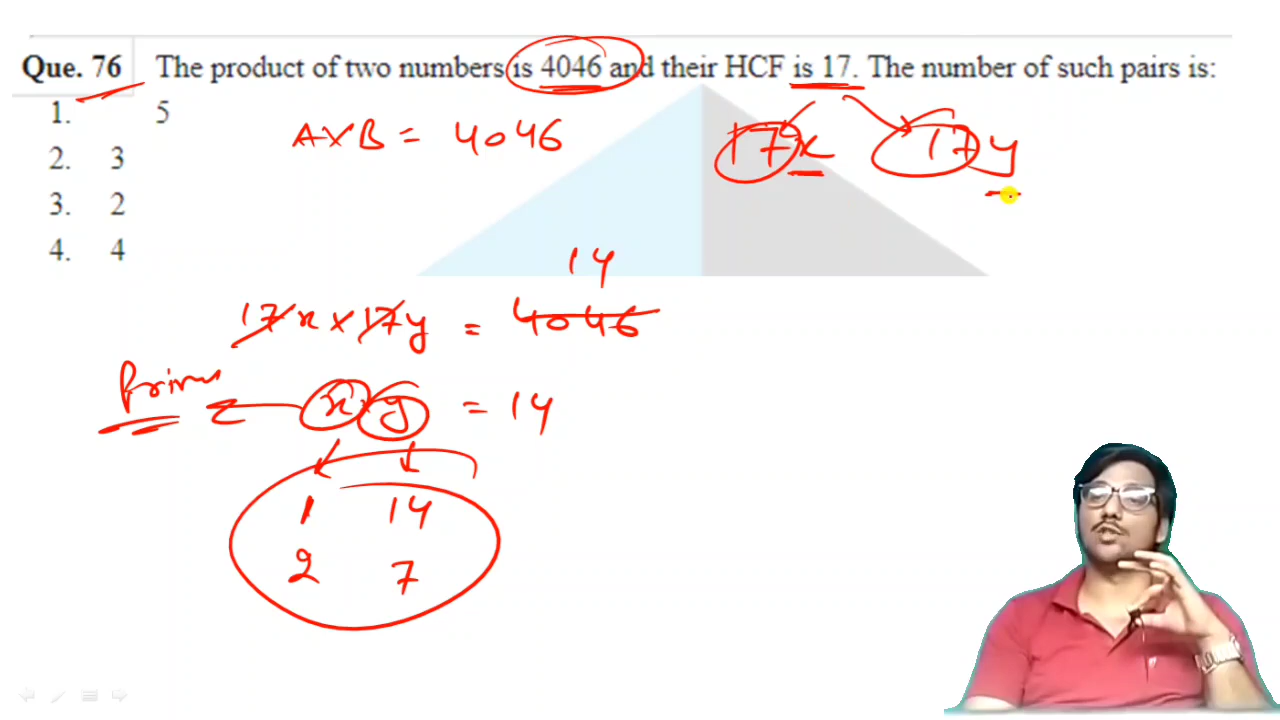 Que. 76 The product of two numbers is 4046 and their HCF is 17. The number of such pairs is:
1. 5
2. 3
3. 2
4. 4
A×B = 4046
17x 17y
14
17x × 17y = 4046
Prime x y = 14
1 14
2 7